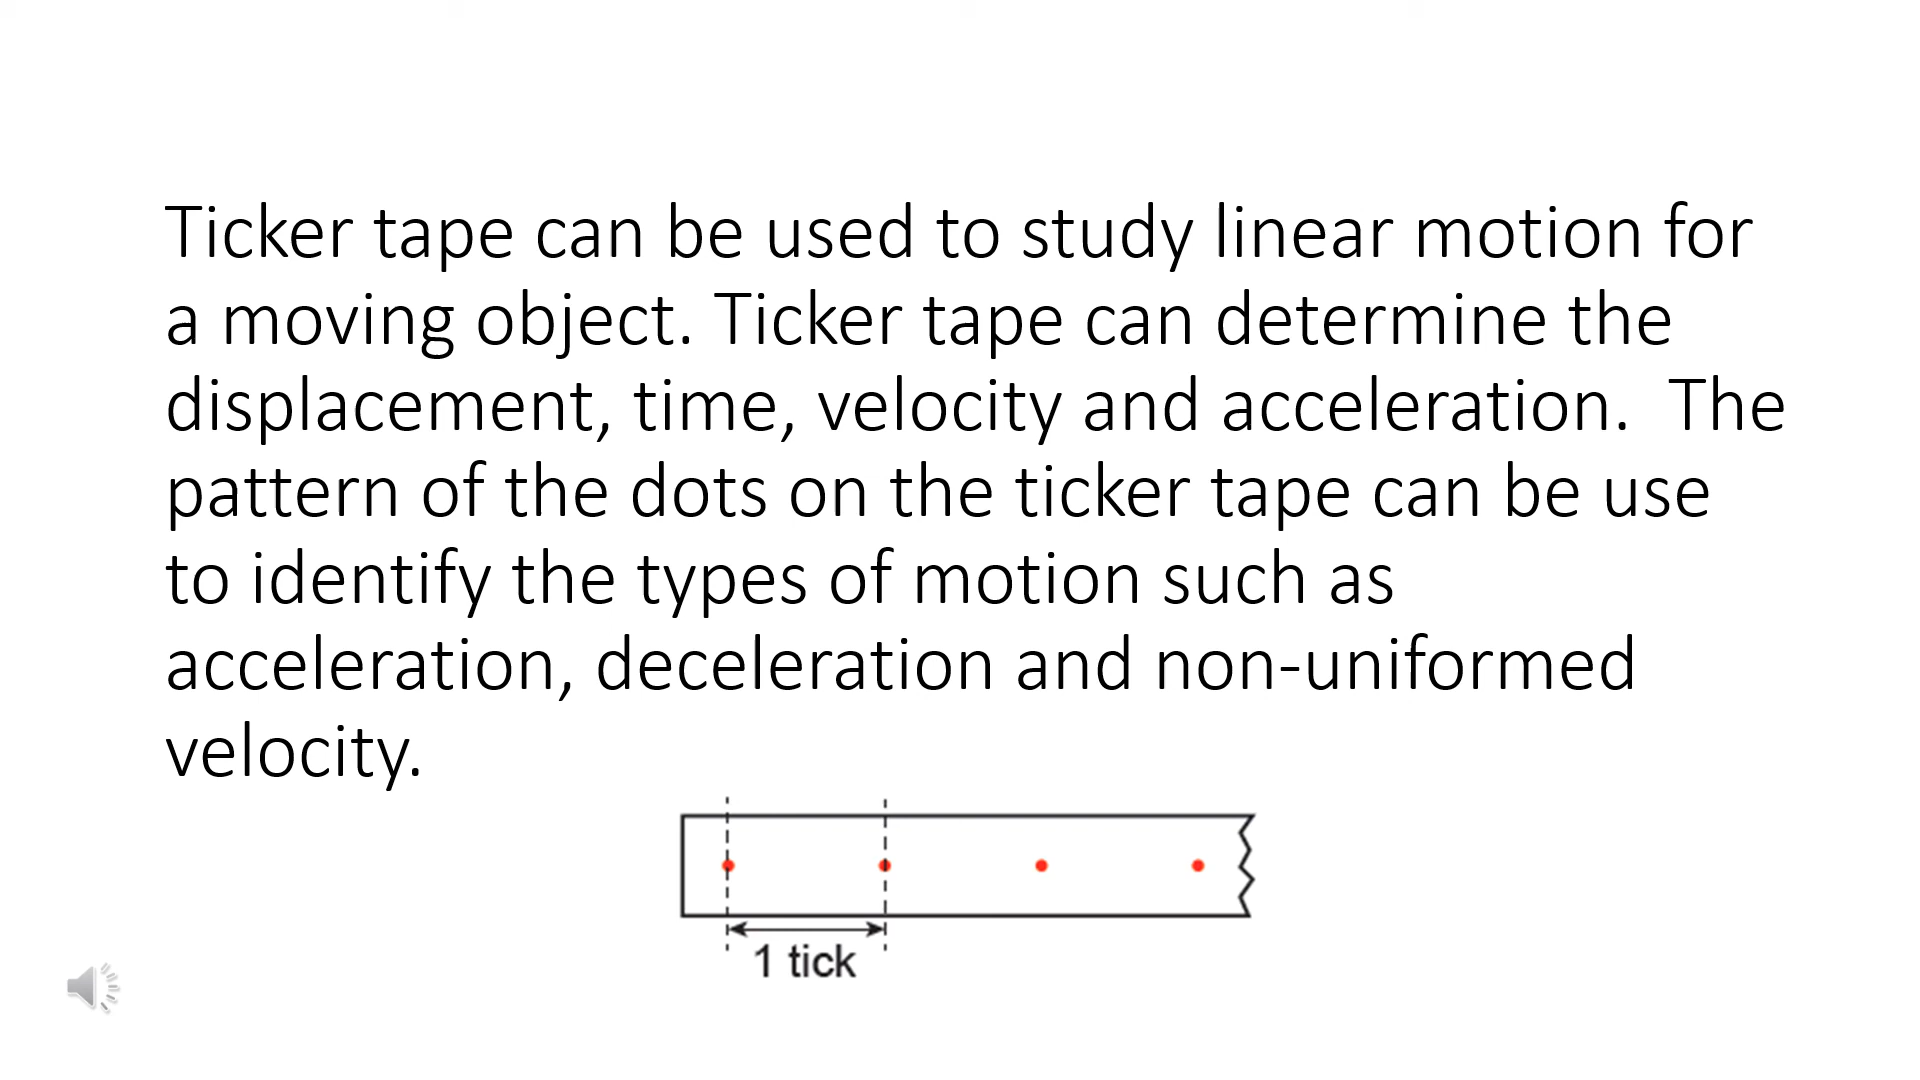 Ticker tape can be used to study linear motion for
a moving object. Ticker tape can determine the
displacement, time, velocity and acceleration.  The
pattern of the dots on the ticker tape can be use
to identify the types of motion such as
acceleration, deceleration and non-uniformed
velocity.
1 tick